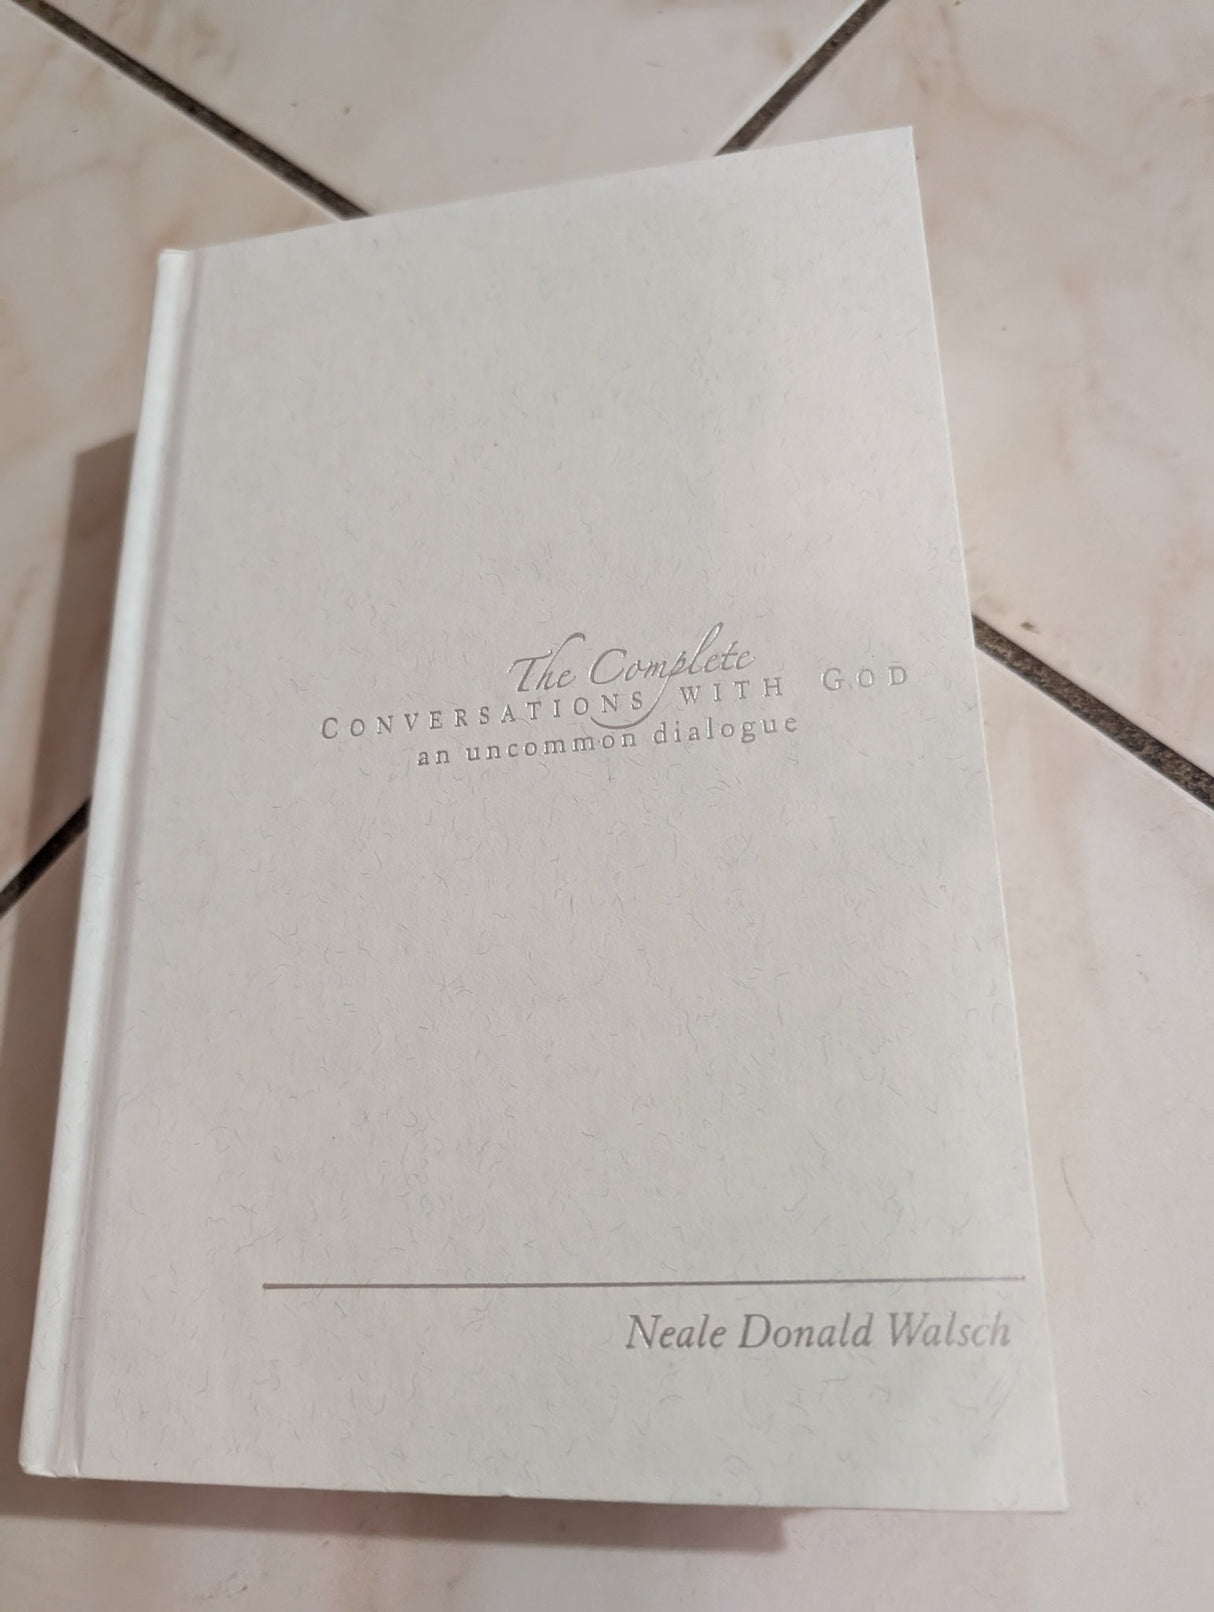 The Complete
CONVERSATIONS WITH GOD
an uncommon dialogue
Neale Donald Walsch